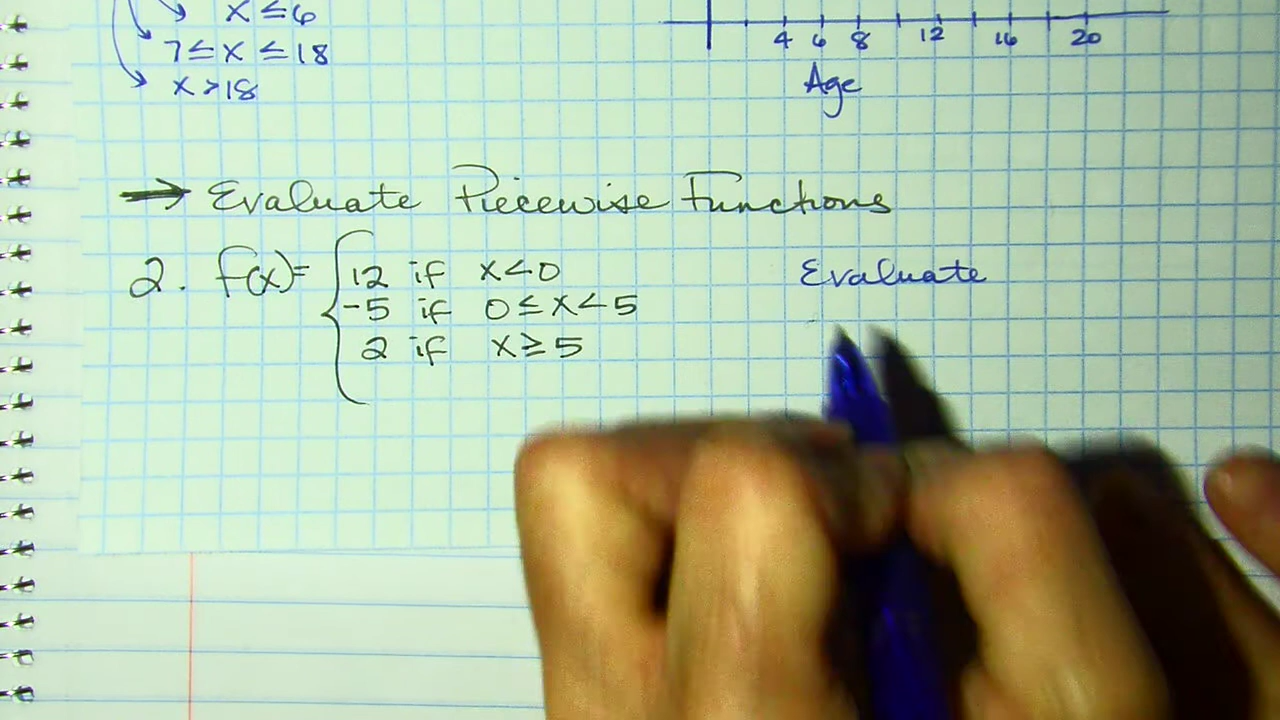 x ≤ 6
7 ≤ x ≤ 18
x > 18
4 6 8 12 16 20
Age
→ Evaluate Piecewise Functions
2. f(x) = { 12 if x < 0
-5 if 0 ≤ x < 5
2 if x ≥ 5
Evaluate